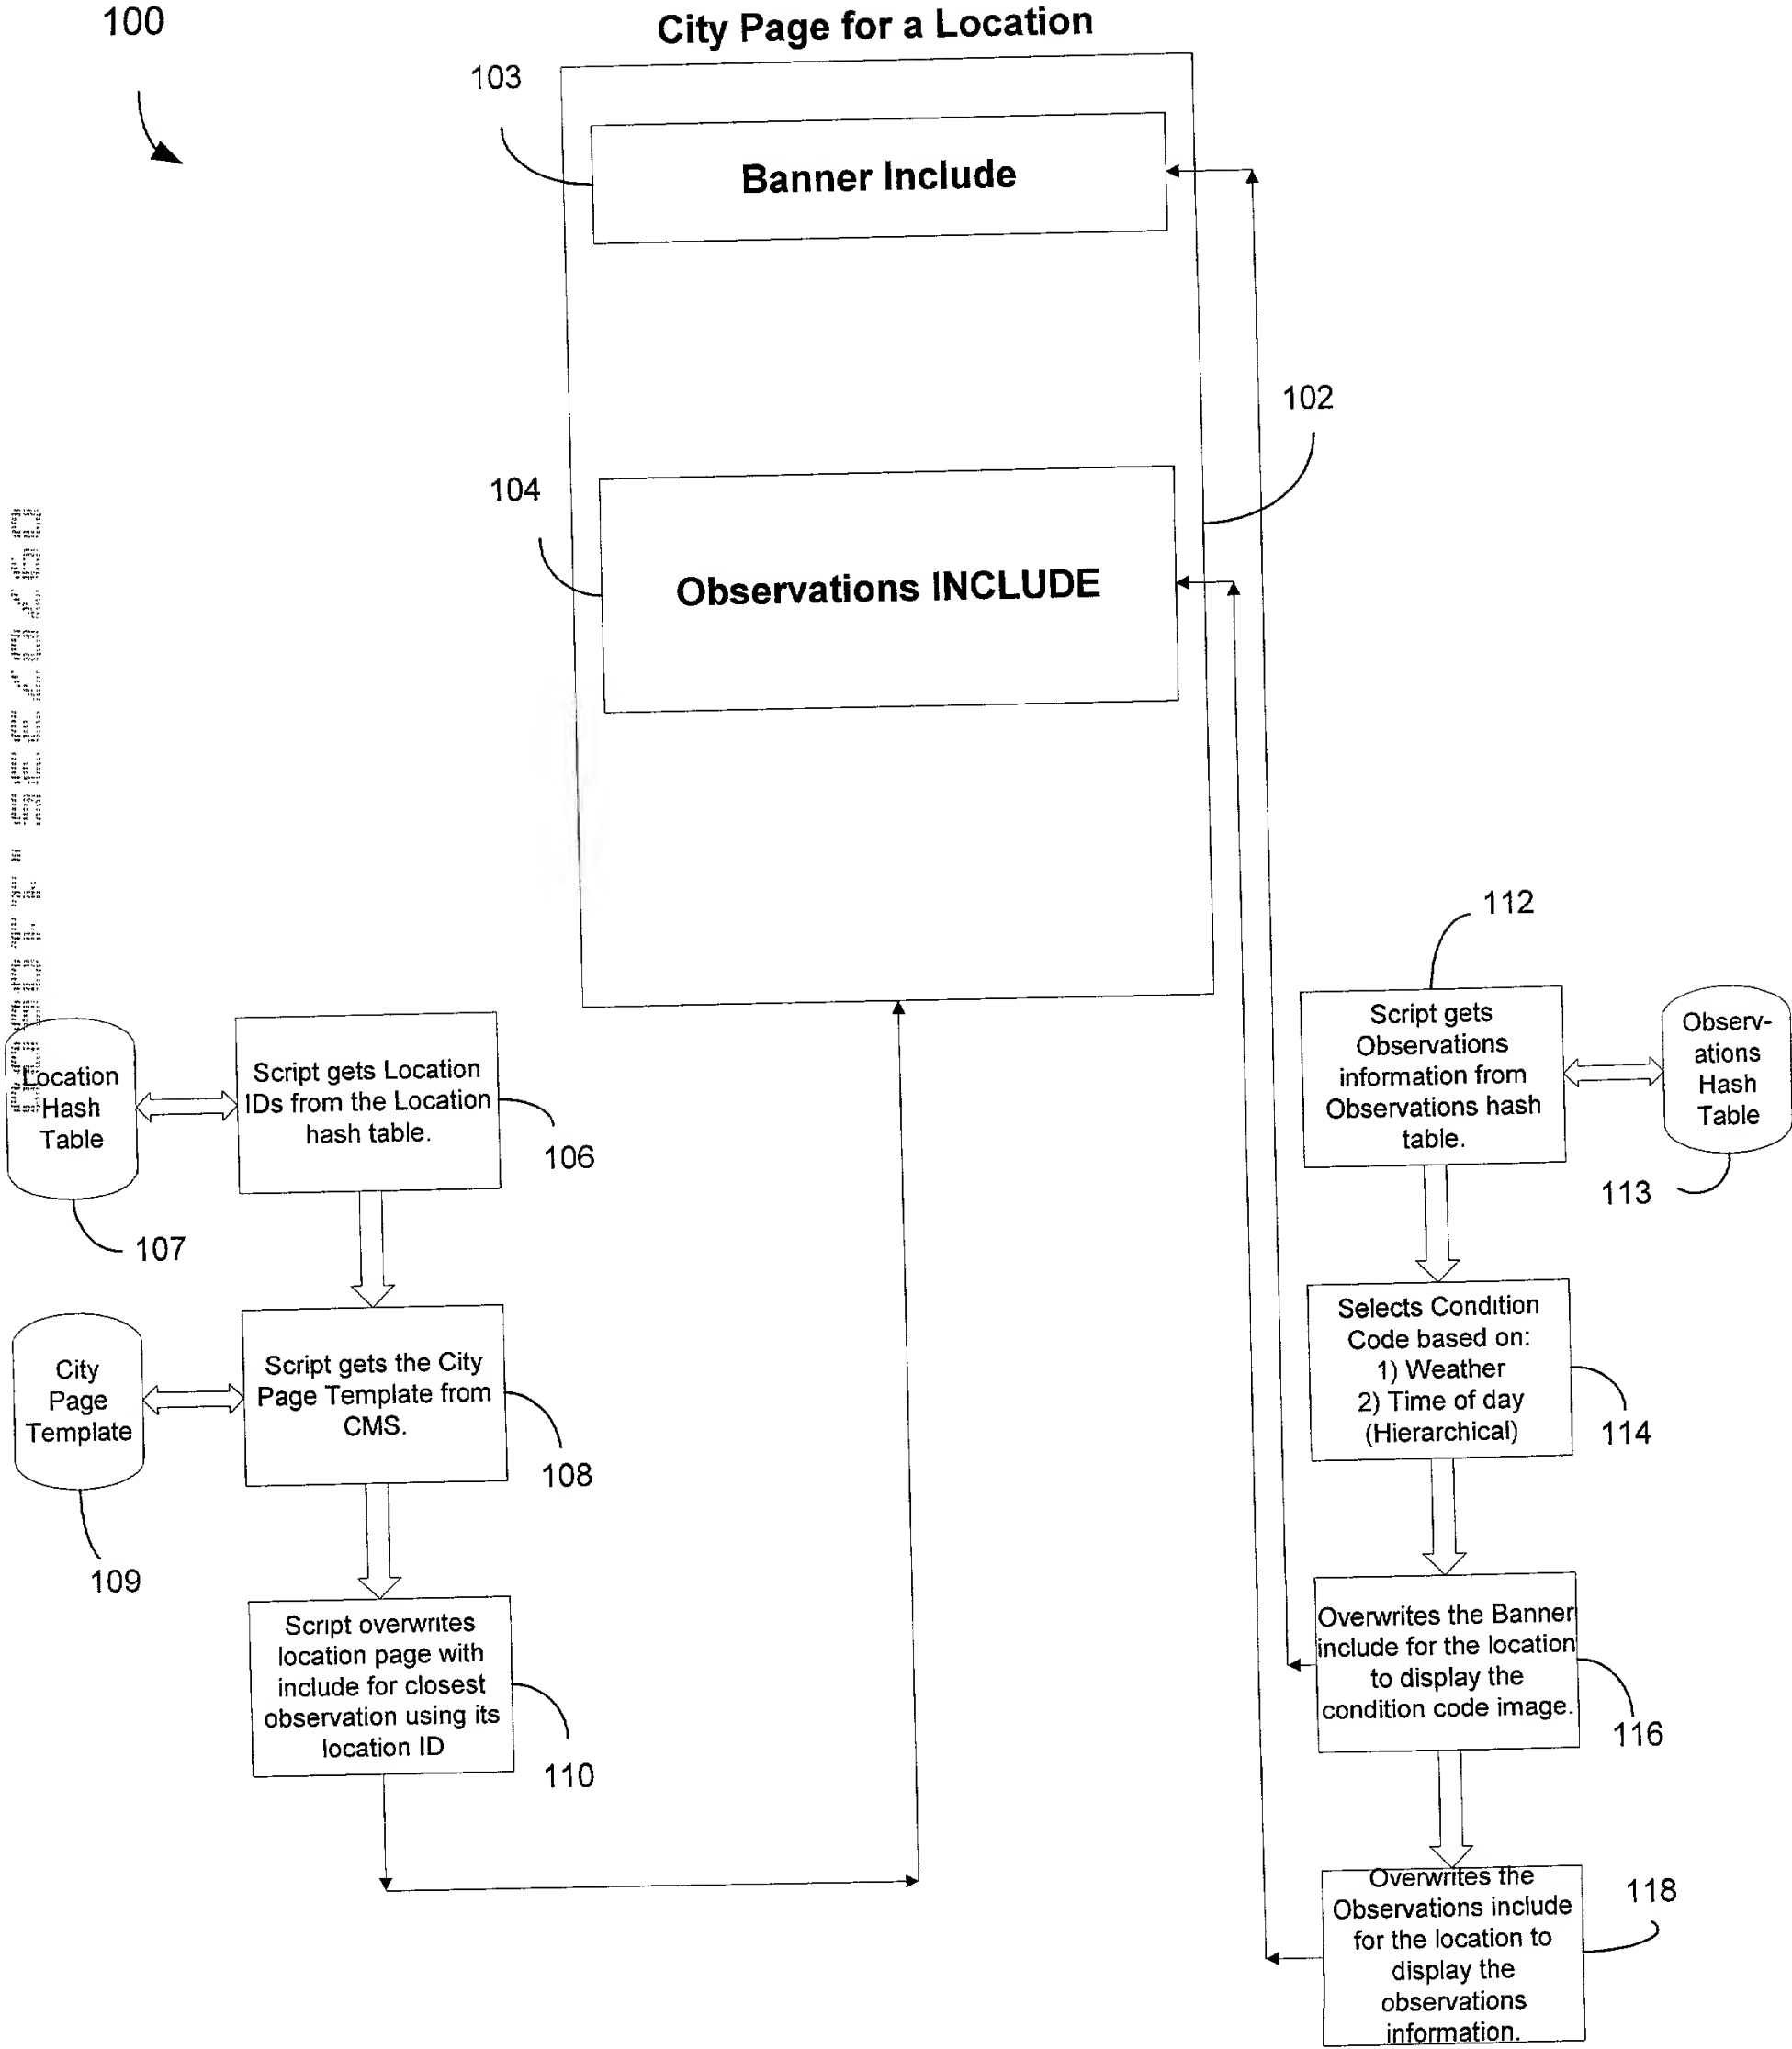 100
City Page for a Location
103
Banner Include
102
104
Observations INCLUDE
Location
Hash
Table
107
Script gets Location
IDs from the Location
hash table.
106
City
Page
Template
109
Script gets the City
Page Template from
CMS.
108
Script overwrites
location page with
include for closest
observation using its
location ID
110
112
Script gets
Observations
information from
Observations hash
table.
Observ-
ations
Hash
Table
113
Selects Condition
Code based on:
1) Weather
2) Time of day
(Hierarchical)
114
Overwrites the Banner
include for the location
to display the
condition code image.
116
Overwrites the
Observations include
for the location to
display the
observations
information.
118